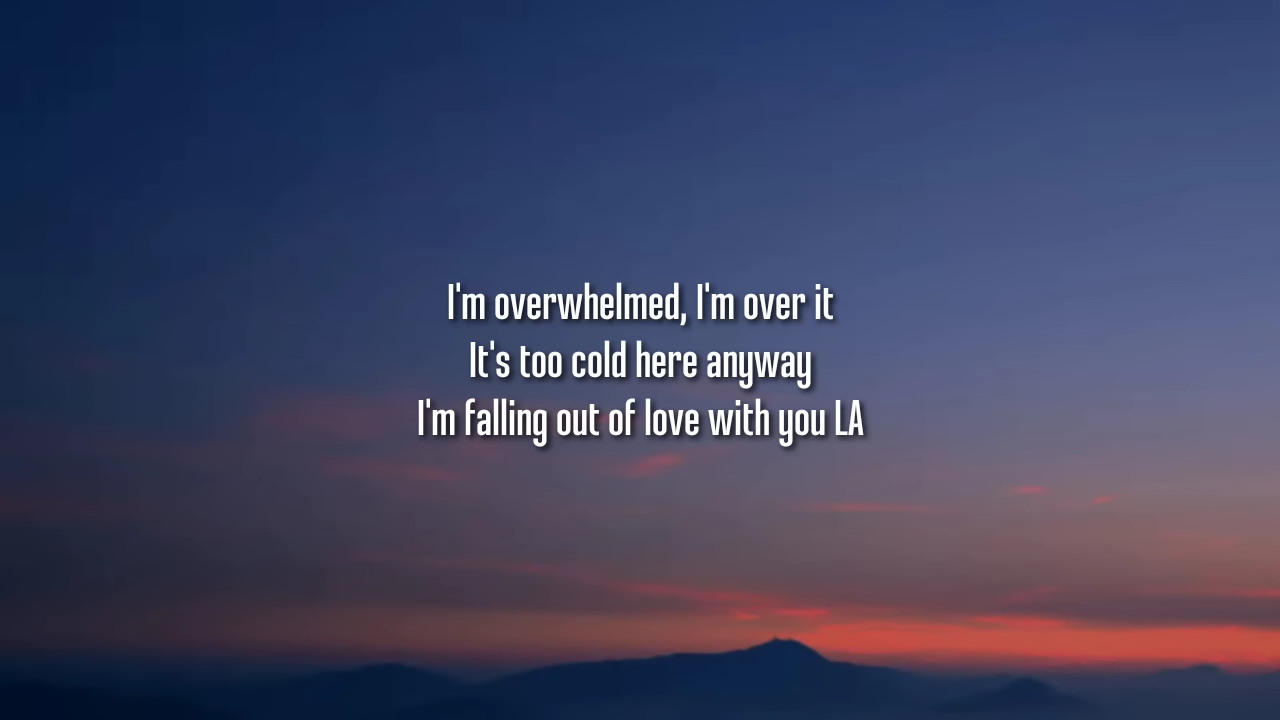 I'm overwhelmed, I'm over it
It's too cold here anyway
I'm falling out of love with you LA